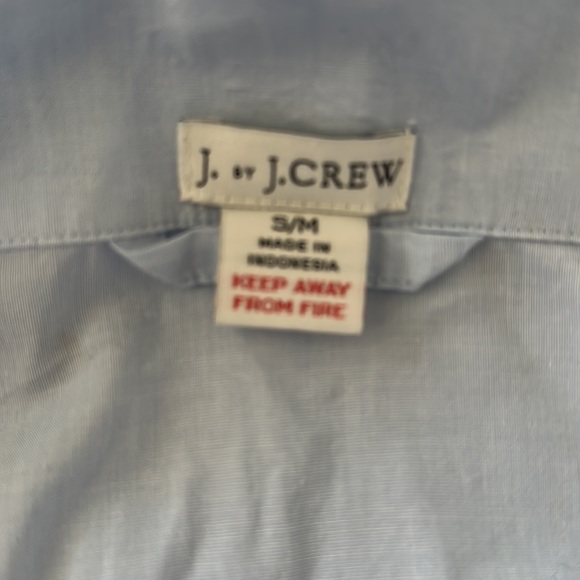 J. BY J.CREW
S/M
MADE IN
INDONESIA
KEEP AWAY
FROM FIRE